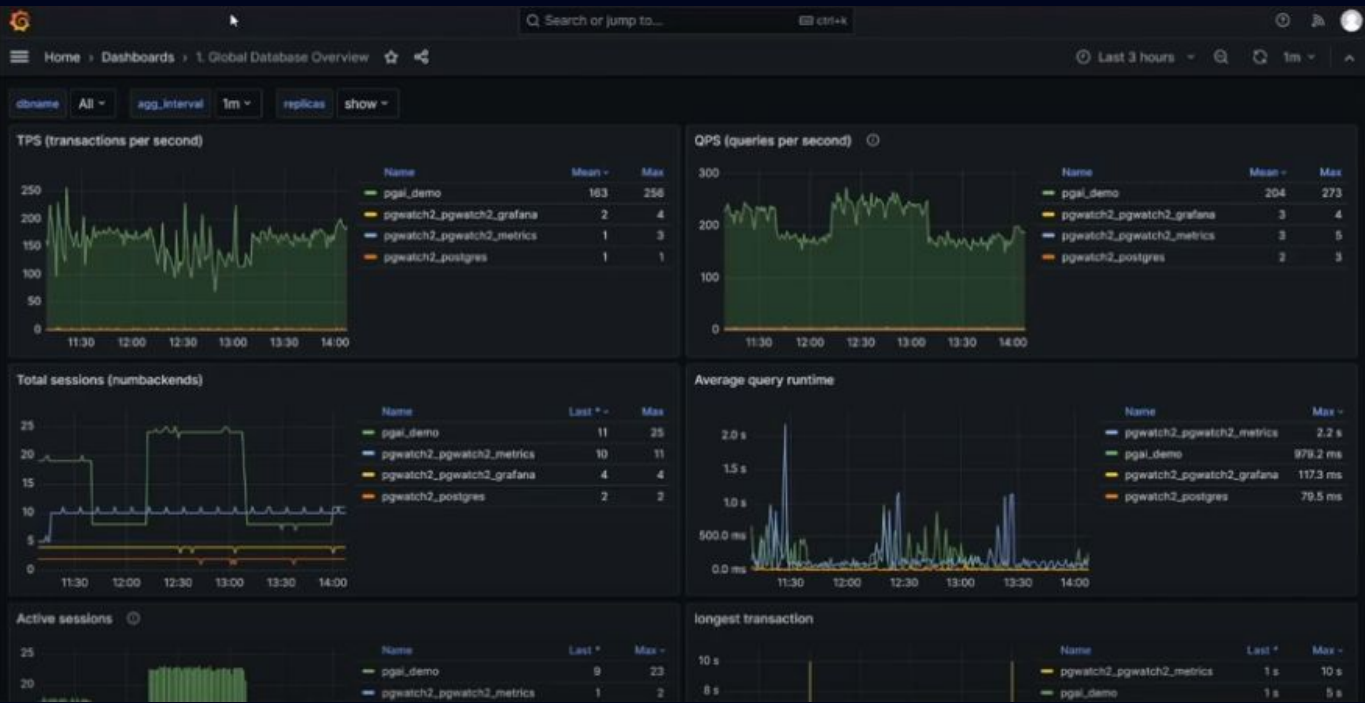 Search or jump to... ctrl+k
Home › Dashboards › 1. Global Database Overview
Last 3 hours 1m
dbname All agg_interval 1m replicas show
TPS (transactions per second)
Name Mean Max
250
200
150
100
50
0
11:30 12:00 12:30 13:00 13:30 14:00
pgai_demo 163 256
pgwatch2_pgwatch2_grafana 2 4
pgwatch2_pgwatch2_metrics 1 3
pgwatch2_postgres 1 1
QPS (queries per second)
300
200
100
0
11:30 12:00 12:30 13:00 13:30 14:00
Name Mean Max
pgai_demo 204 273
pgwatch2_pgwatch2_grafana 3 4
pgwatch2_pgwatch2_metrics 3 5
pgwatch2_postgres 2 3
Total sessions (numbackends)
25
20
15
10
5
0
11:30 12:00 12:30 13:00 13:30 14:00
Name Last * Max
pgai_demo 11 25
pgwatch2_pgwatch2_metrics 10 11
pgwatch2_pgwatch2_grafana 4 4
pgwatch2_postgres 2 2
Average query runtime
2.0 s
1.5 s
1.0 s
500.0 ms
0.0 ms
11:30 12:00 12:30 13:00 13:30 14:00
Name Max
pgwatch2_pgwatch2_metrics 2.2 s
pgai_demo 979.2 ms
pgwatch2_pgwatch2_grafana 117.3 ms
pgwatch2_postgres 79.5 ms
Active sessions
25
20
Name Last * Max
pgai_demo 9 23
pgwatch2_pgwatch2_metrics 1 2
longest transaction
10 s
8 s
Name Last * Max
pgwatch2_pgwatch2_metrics 1 s 10 s
pgai_demo 1 s 5 s